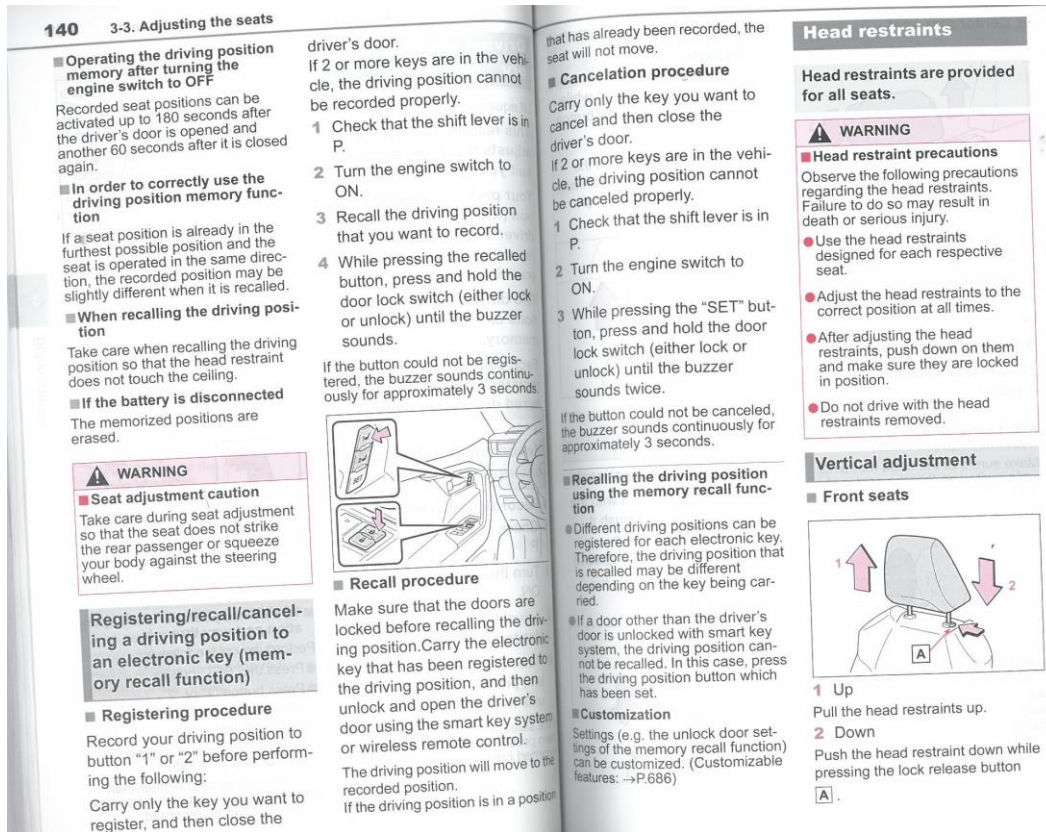 140 3-3. Adjusting the seats
Operating the driving position
memory after turning the
engine switch to OFF
Recorded seat positions can be
activated up to 180 seconds after
the driver's door is opened and
another 60 seconds after it is closed
again.
In order to correctly use the
driving position memory func-
tion
If a seat position is already in the
furthest possible position and the
seat is operated in the same direc-
tion, the recorded position may be
slightly different when it is recalled.
When recalling the driving posi-
tion
Take care when recalling the driving
position so that the head restraint
does not touch the ceiling.
If the battery is disconnected
The memorized positions are
erased.
WARNING
Seat adjustment caution
Take care during seat adjustment
so that the seat does not strike
the rear passenger or squeeze
your body against the steering
wheel.
Registering/recall/cancel-
ing a driving position to
an electronic key (mem-
ory recall function)
Registering procedure
Record your driving position to
button “1” or “2” before perform-
ing the following:
Carry only the key you want to
register, and then close the
driver's door.
If 2 or more keys are in the vehi-
cle, the driving position cannot
be recorded properly.
1 Check that the shift lever is in
P.
2 Turn the engine switch to
ON.
3 Recall the driving position
that you want to record.
4 While pressing the recalled
button, press and hold the
door lock switch (either lock
or unlock) until the buzzer
sounds.
If the button could not be regis-
tered, the buzzer sounds continu-
ously for approximately 3 seconds
SET
Recall procedure
Make sure that the doors are
locked before recalling the driv-
ing position.Carry the electronic
key that has been registered to
the driving position, and then
unlock and open the driver's
door using the smart key system
or wireless remote control.
The driving position will move to the
recorded position.
If the driving position is in a position
that has already been recorded, the
seat will not move.
Cancelation procedure
Carry only the key you want to
cancel and then close the
driver's door.
If 2 or more keys are in the vehi-
cle, the driving position cannot
be canceled properly.
1 Check that the shift lever is in
P.
2 Turn the engine switch to
ON.
3 While pressing the “SET” but-
ton, press and hold the door
lock switch (either lock or
unlock) until the buzzer
sounds twice.
If the button could not be canceled,
the buzzer sounds continuously for
approximately 3 seconds.
Recalling the driving position
using the memory recall func-
tion
Different driving positions can be
registered for each electronic key.
Therefore, the driving position that
is recalled may be different
depending on the key being car-
ried.
If a door other than the driver's
door is unlocked with smart key
system, the driving position can-
not be recalled. In this case, press
the driving position button which
has been set.
Customization
Settings (e.g. the unlock door set-
tings of the memory recall function)
can be customized. (Customizable
features: →P.686)
Head restraints
Head restraints are provided
for all seats.
WARNING
Head restraint precautions
Observe the following precautions
regarding the head restraints.
Failure to do so may result in
death or serious injury.
Use the head restraints
designed for each respective
seat.
Adjust the head restraints to the
correct position at all times.
After adjusting the head
restraints, push down on them
and make sure they are locked
in position.
Do not drive with the head
restraints removed.
Vertical adjustment
Front seats
1
2
A
1 Up
Pull the head restraints up.
2 Down
Push the head restraint down while
pressing the lock release button
A .